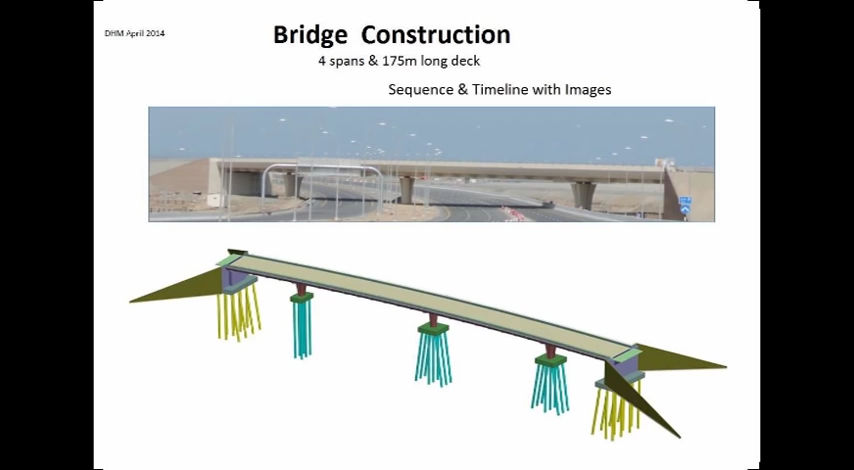 DHM April 2014
Bridge Construction
4 spans & 175m long deck
Sequence & Timeline with Images